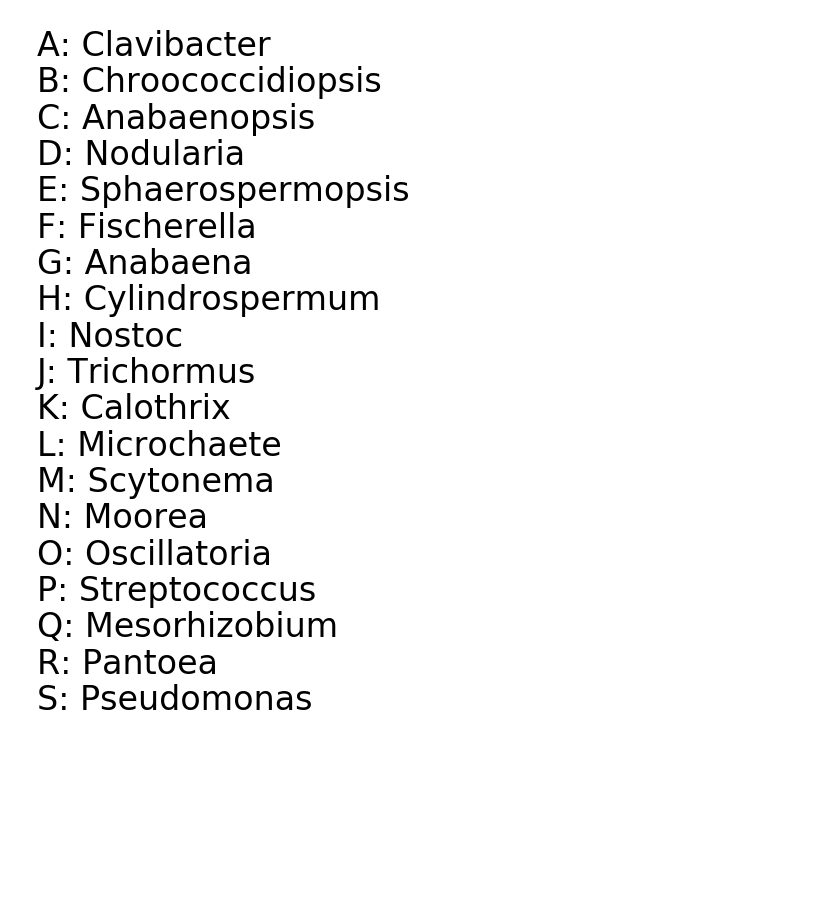 A: Clavibacter
B: Chroococcidiopsis
C: Anabaenopsis
D: Nodularia
E: Sphaerospermopsis
F: Fischerella
G: Anabaena
H: Cylindrospermum
I: Nostoc
J: Trichormus
K: Calothrix
L: Microchaete
M: Scytonema
N: Moorea
O: Oscillatoria
P: Streptococcus
Q: Mesorhizobium
R: Pantoea
S: Pseudomonas